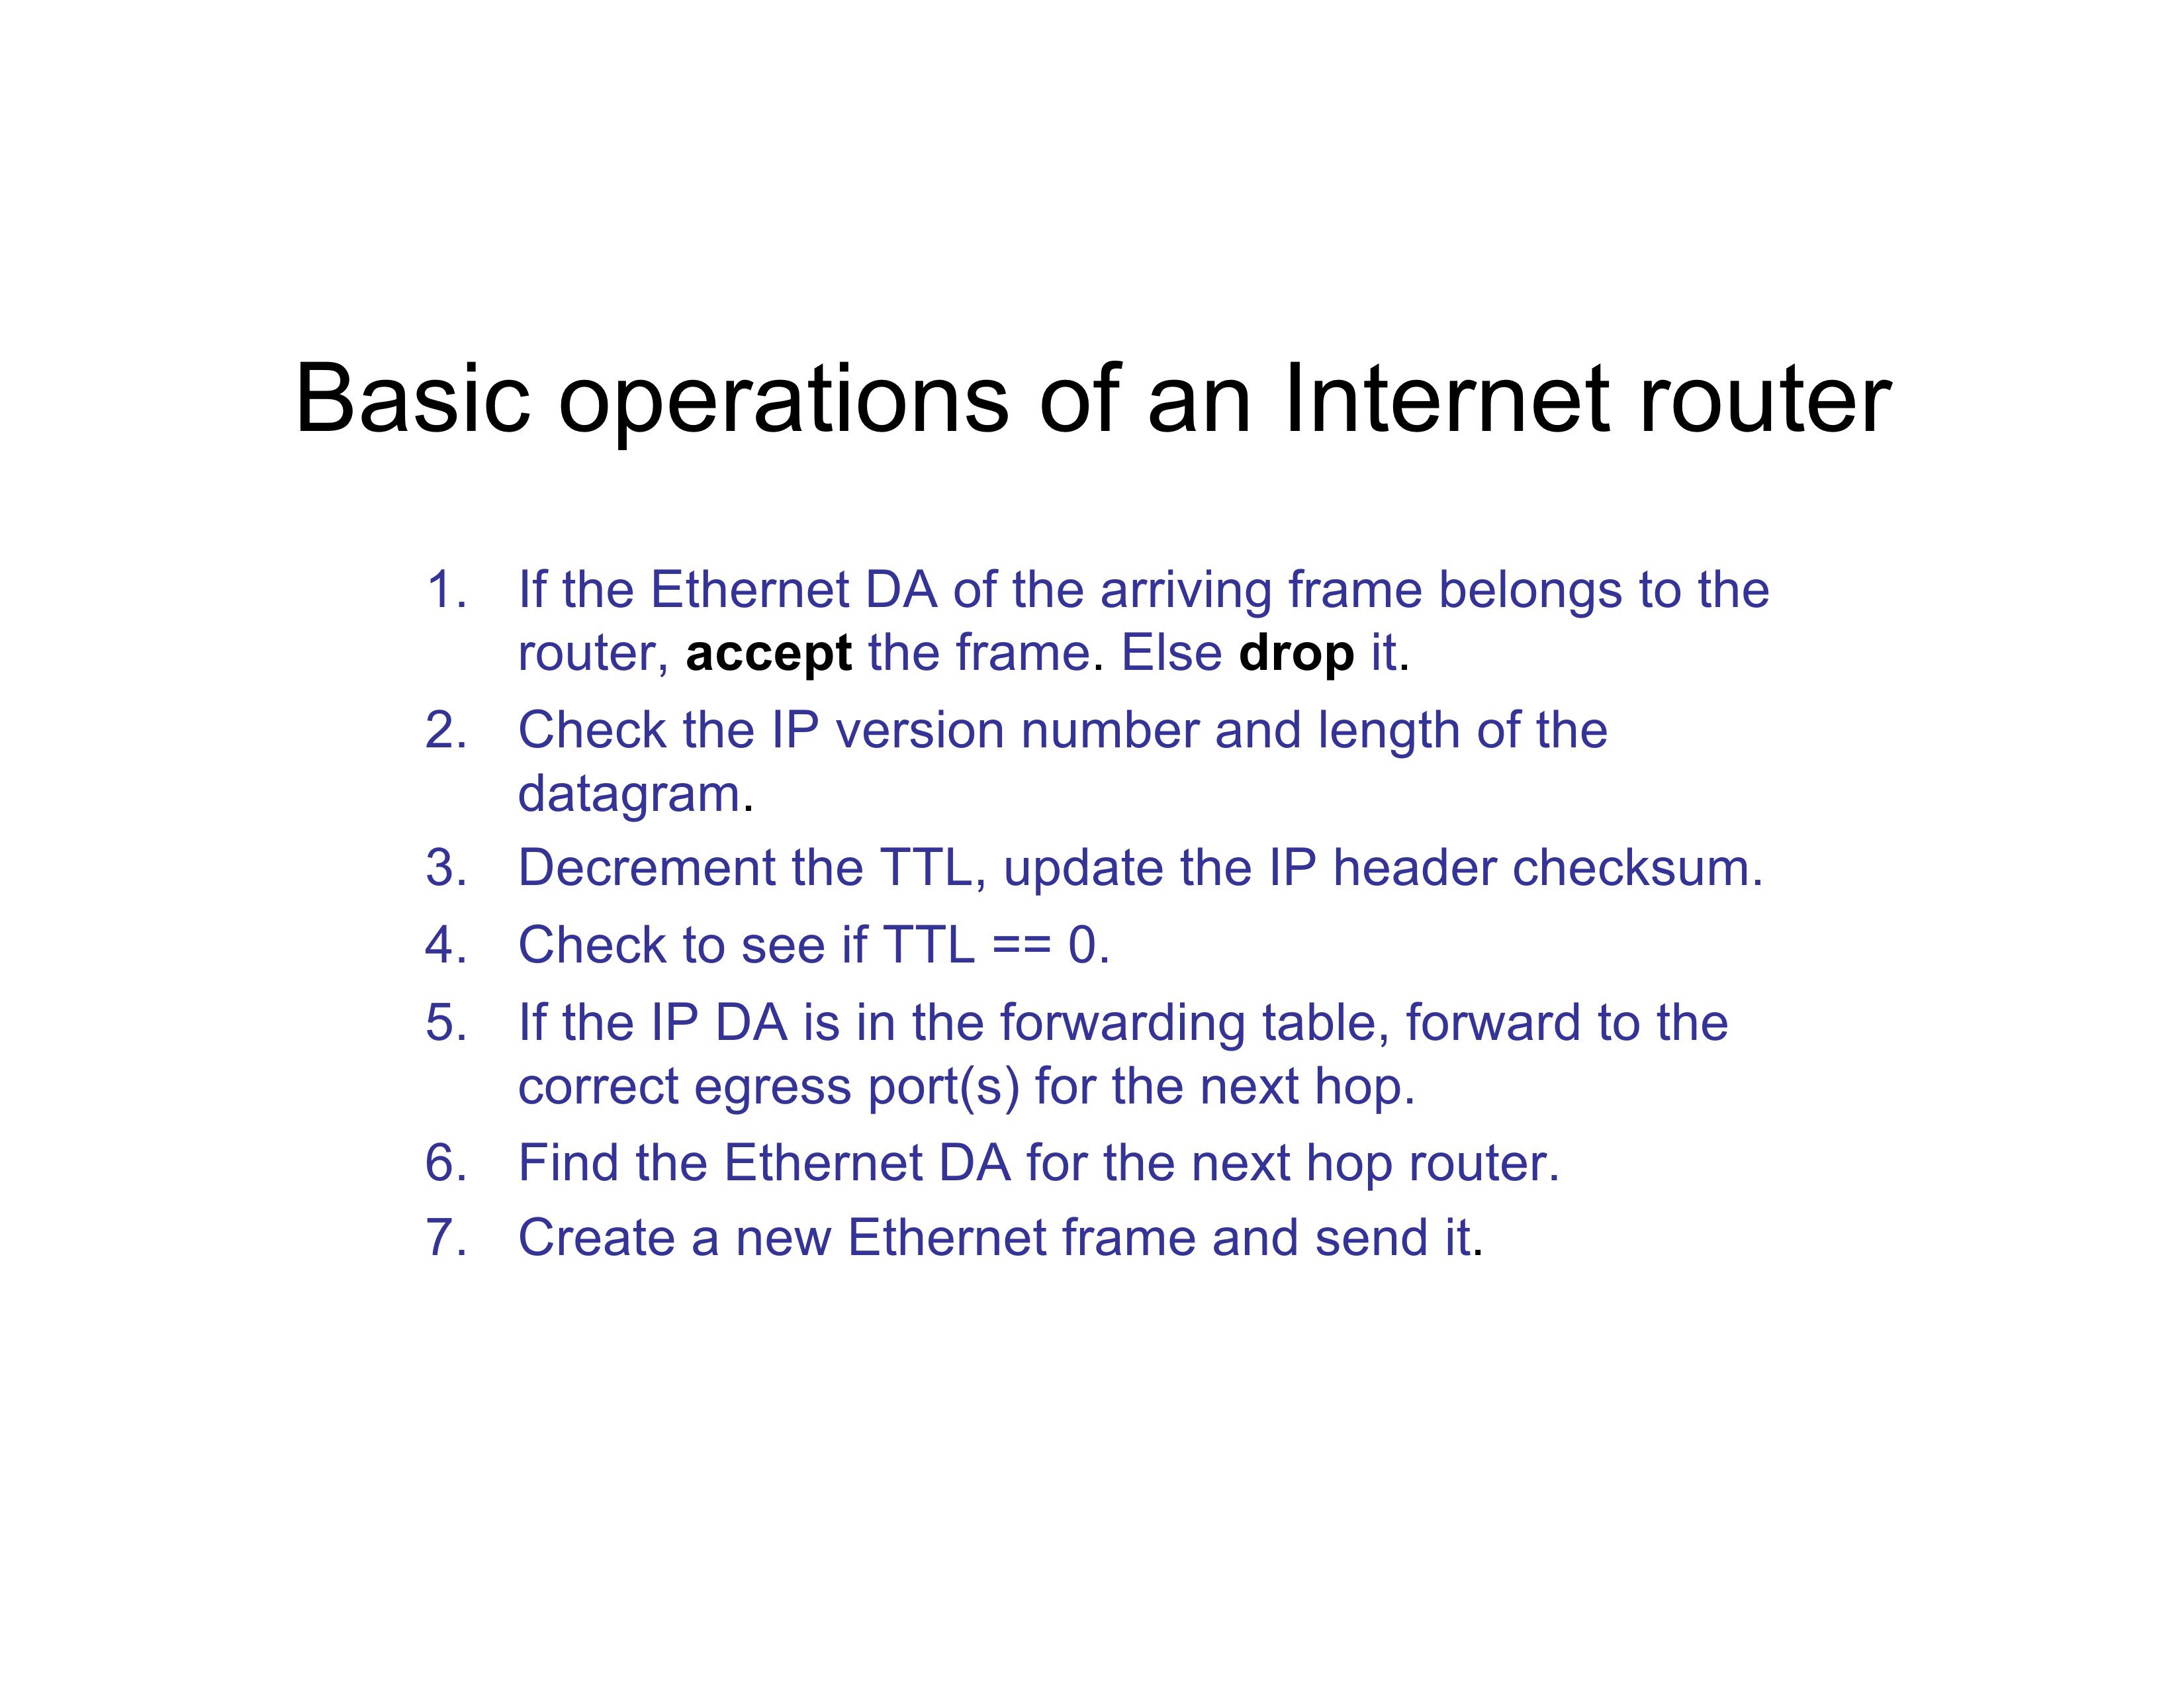 Basic operations of an Internet router
1. If the Ethernet DA of the arriving frame belongs to the
router, accept the frame. Else drop it.
2. Check the IP version number and length of the
datagram.
3. Decrement the TTL, update the IP header checksum.
4. Check to see if TTL == 0.
5. If the IP DA is in the forwarding table, forward to the
correct egress port(s) for the next hop.
6. Find the Ethernet DA for the next hop router.
7. Create a new Ethernet frame and send it.